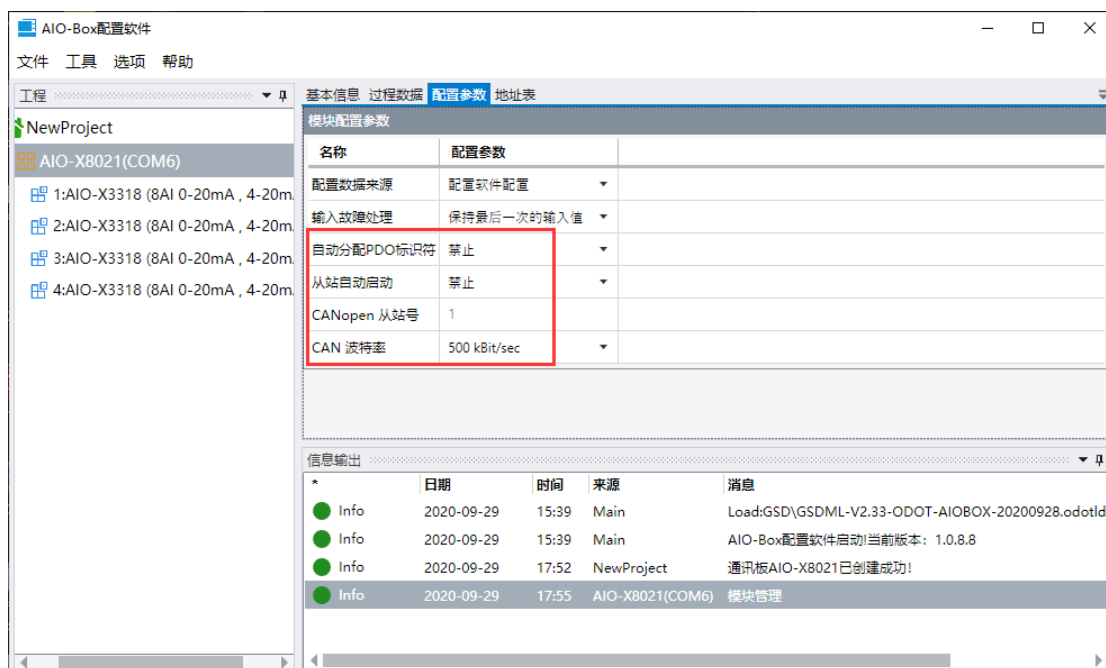 AIO-Box配置软件
文件 工具 选项 帮助
工程
NewProject
AIO-X8021(COM6)
1:AIO-X3318 (8AI 0-20mA , 4-20m
2:AIO-X3318 (8AI 0-20mA , 4-20m
3:AIO-X3318 (8AI 0-20mA , 4-20m
4:AIO-X3318 (8AI 0-20mA , 4-20m
基本信息 过程数据 配置参数 地址表
模块配置参数
名称 配置参数
配置数据来源 配置软件配置
输入故障处理 保持最后一次的输入值
自动分配PDO标识符 禁止
从站自动启动 禁止
CANopen 从站号 1
CAN 波特率 500 kBit/sec
信息输出
* 日期 时间 来源 消息
Info 2020-09-29 15:39 Main Load:GSD\GSDML-V2.33-ODOT-AIOBOX-20200928.odotld
Info 2020-09-29 15:39 Main AIO-Box配置软件启动!当前版本：1.0.8.8
Info 2020-09-29 17:52 NewProject 通讯板AIO-X8021已创建成功!
Info 2020-09-29 17:55 AIO-X8021(COM6) 模块管理